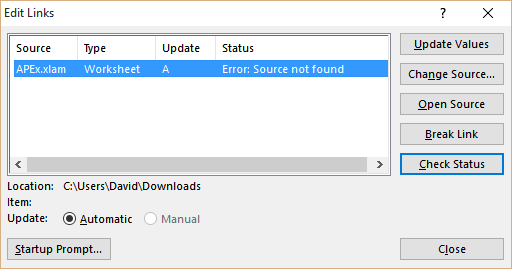 Edit Links
?
Source Type Update Status
APEx.xlam Worksheet A Error: Source not found
Update Values
Change Source...
Open Source
Break Link
Check Status
Location: C:\Users\David\Downloads
Item:
Update: Automatic Manual
Startup Prompt...
Close